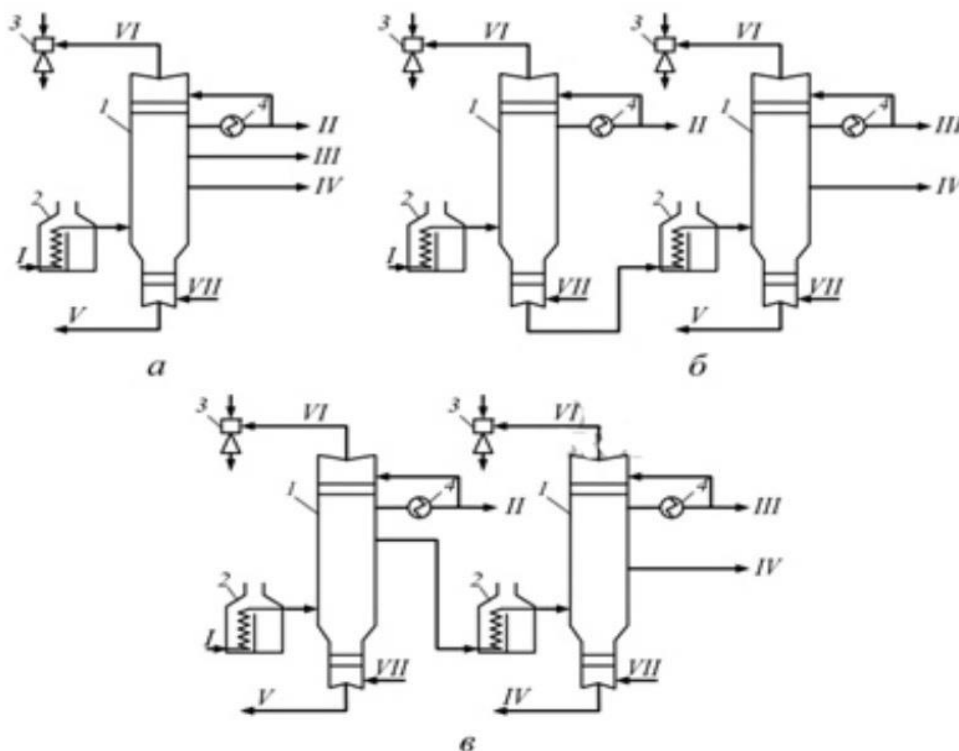 3 VI 3 VI 3 VI
1 4 1 4 1 4
II II III
III
IV IV
2 2
I I
VII VII VII
V V
а б
3 VI 3 VI
1 4 1 4
II III
IV
2 2
I
VII VII
V IV
в